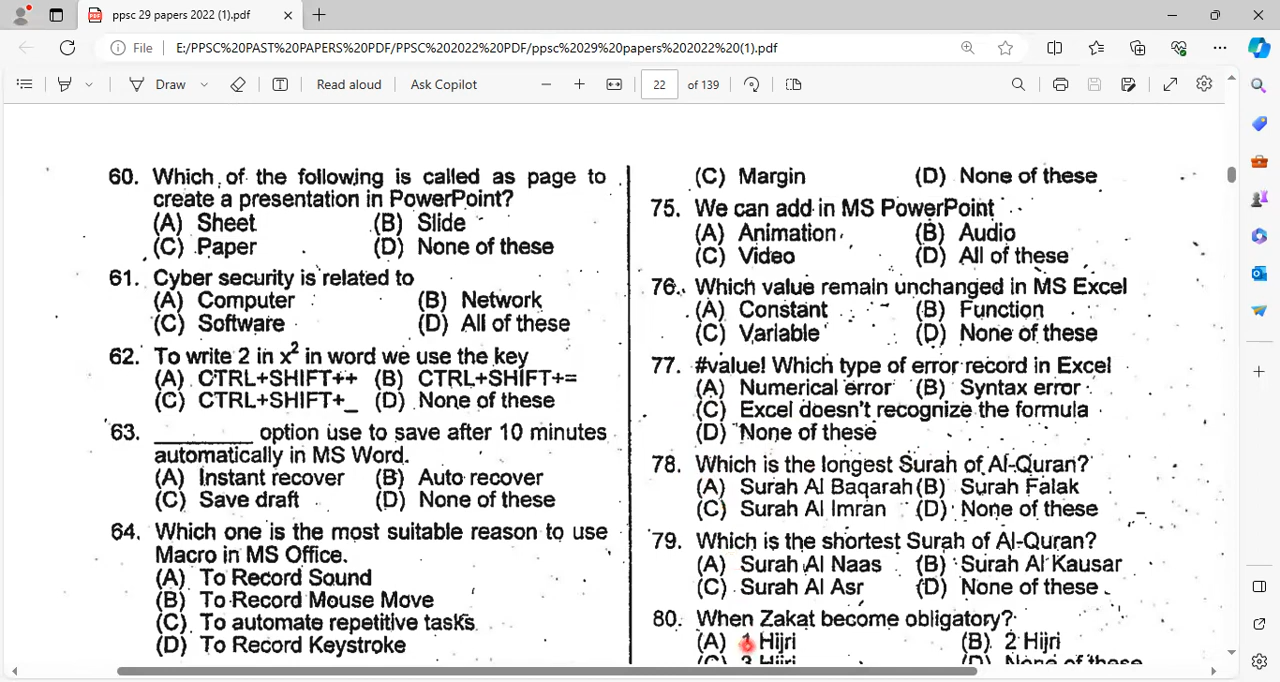 ppsc 29 papers 2022 (1).pdf
File E:/PPSC%20PAST%20PAPERS%20PDF/PPSC%202022%20PDF/ppsc%2029%20papers%202022%20(1).pdf
Draw Read aloud Ask Copilot 22 of 139
60. Which of the following is called as page to
create a presentation in PowerPoint?
(A) Sheet (B) Slide
(C) Paper (D) None of these
61. Cyber security is related to
(A) Computer (B) Network
(C) Software (D) All of these
62. To write 2 in x² in word we use the key
(A) CTRL+SHIFT++ (B) CTRL+SHIFT+=
(C) CTRL+SHIFT+_ (D) None of these
63. ________ option use to save after 10 minutes
automatically in MS Word.
(A) Instant recover (B) Auto recover
(C) Save draft (D) None of these
64. Which one is the most suitable reason to use
Macro in MS Office.
(A) To Record Sound
(B) To Record Mouse Move
(C) To automate repetitive tasks
(D) To Record Keystroke
(C) Margin (D) None of these
75. We can add in MS PowerPoint
(A) Animation (B) Audio
(C) Video (D) All of these
76. Which value remain unchanged in MS Excel
(A) Constant (B) Function
(C) Variable (D) None of these
77. #value! Which type of error record in Excel
(A) Numerical error (B) Syntax error
(C) Excel doesn't recognize the formula
(D) None of these
78. Which is the longest Surah of Al-Quran?
(A) Surah Al Baqarah (B) Surah Falak
(C) Surah Al Imran (D) None of these
79. Which is the shortest Surah of Al-Quran?
(A) Surah Al Naas (B) Surah Al Kausar
(C) Surah Al Asr (D) None of these
80. When Zakat become obligatory?
(A) 1 Hijri (B) 2 Hijri
(C) 3 Hijri (D) None of these